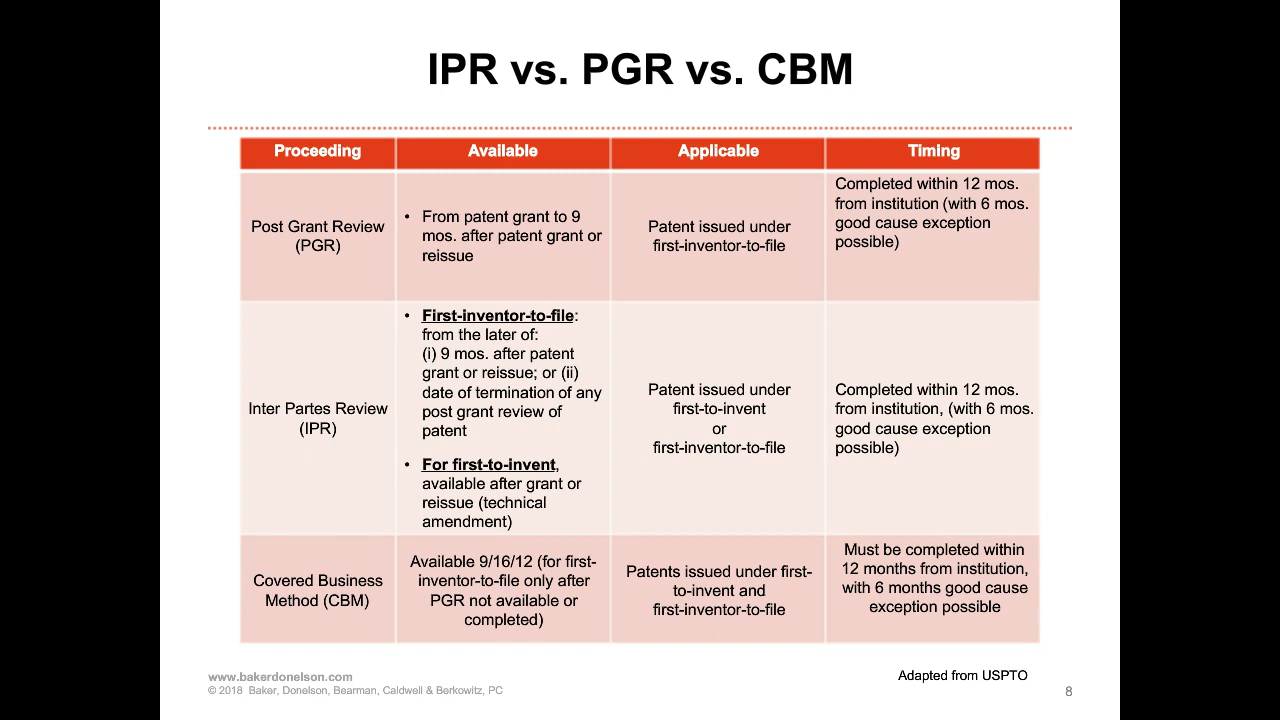 IPR vs. PGR vs. CBM
Proceeding
Available
Applicable
Timing
Post Grant Review
(PGR)
• From patent grant to 9
mos. after patent grant or
reissue
Patent issued under
first-inventor-to-file
Completed within 12 mos.
from institution (with 6 mos.
good cause exception
possible)
Inter Partes Review
(IPR)
• First-inventor-to-file:
from the later of:
(i) 9 mos. after patent
grant or reissue; or (ii)
date of termination of any
post grant review of
patent
• For first-to-invent,
available after grant or
reissue (technical
amendment)
Patent issued under
first-to-invent
or
first-inventor-to-file
Completed within 12 mos.
from institution, (with 6 mos.
good cause exception
possible)
Covered Business
Method (CBM)
Available 9/16/12 (for first-
inventor-to-file only after
PGR not available or
completed)
Patents issued under first-
to-invent and
first-inventor-to-file
Must be completed within
12 months from institution,
with 6 months good cause
exception possible
www.bakerdonelson.com
© 2018 Baker, Donelson, Bearman, Caldwell & Berkowitz, PC
Adapted from USPTO
8